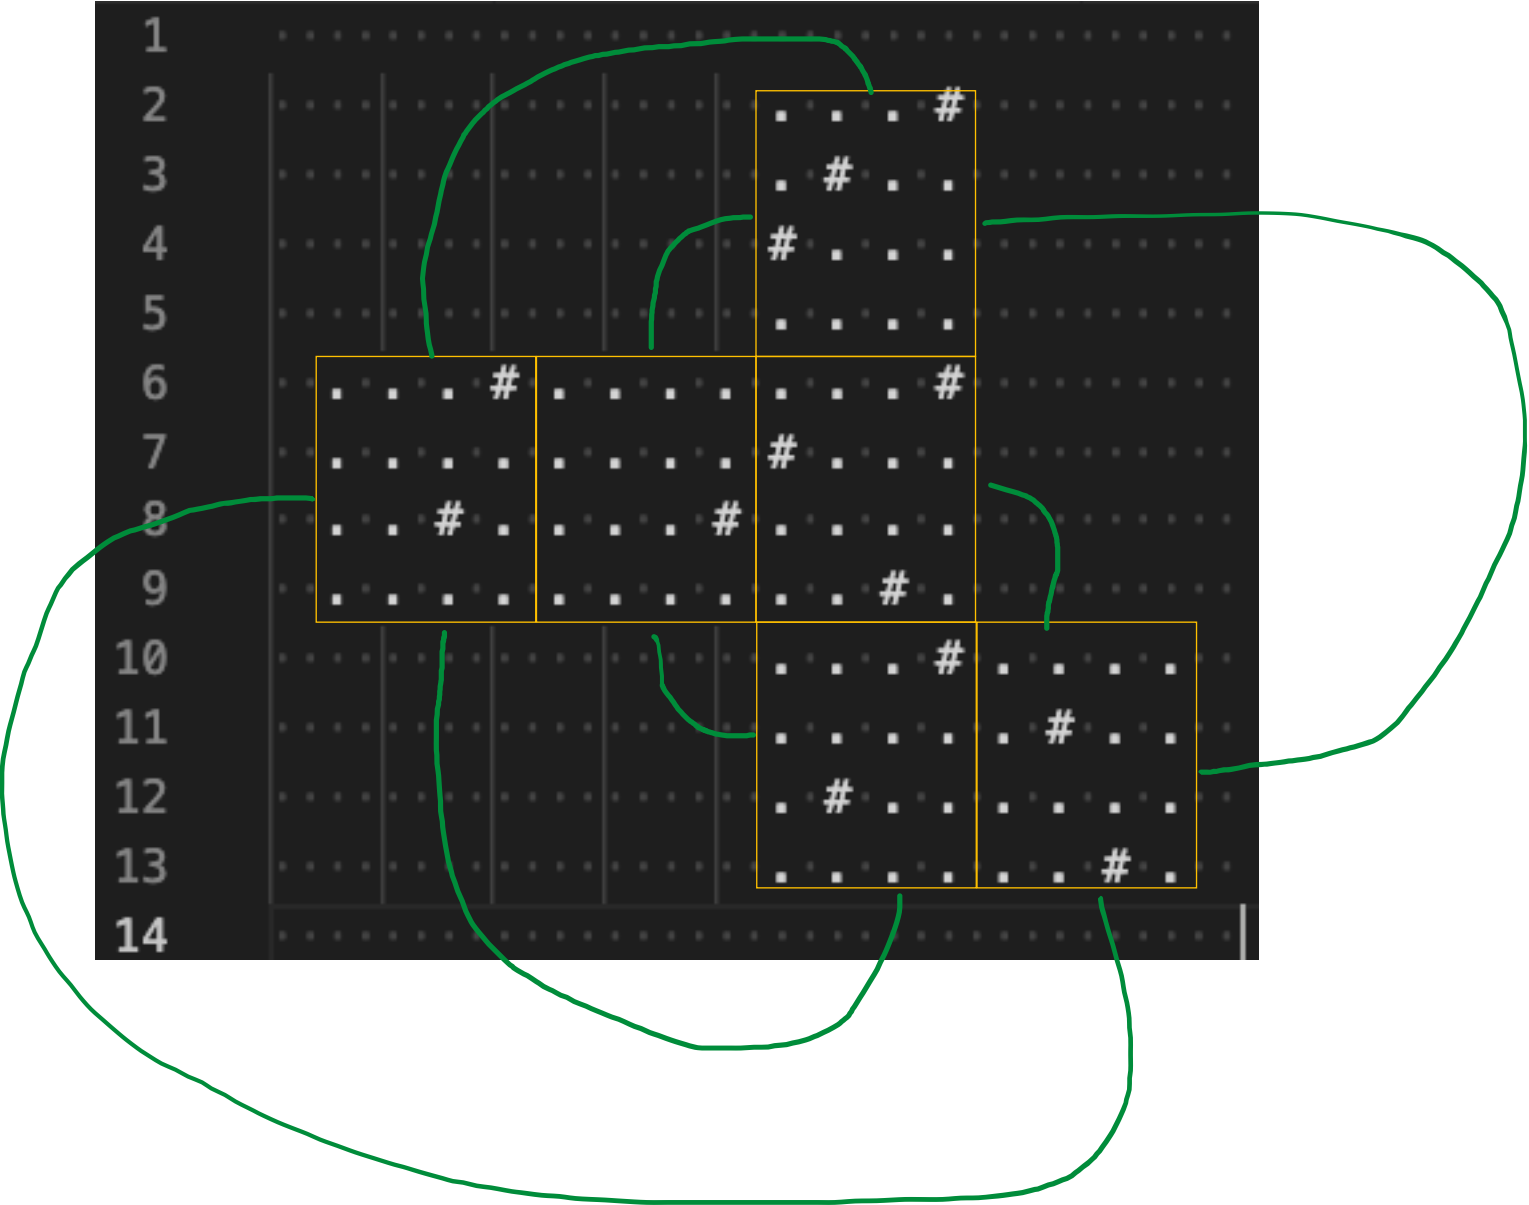 1
2 . . . #
3 . # . .
4 # . . .
5 . . . .
6 . . . # . . . . . . . #
7 . . . . . . . . # . . .
8 . . # . . . . # . . . .
9 . . . . . . . . . . # .
10 . . . # . . . .
11 . . . . . # . .
12 . # . . . . . .
13 . . . . . . # .
14